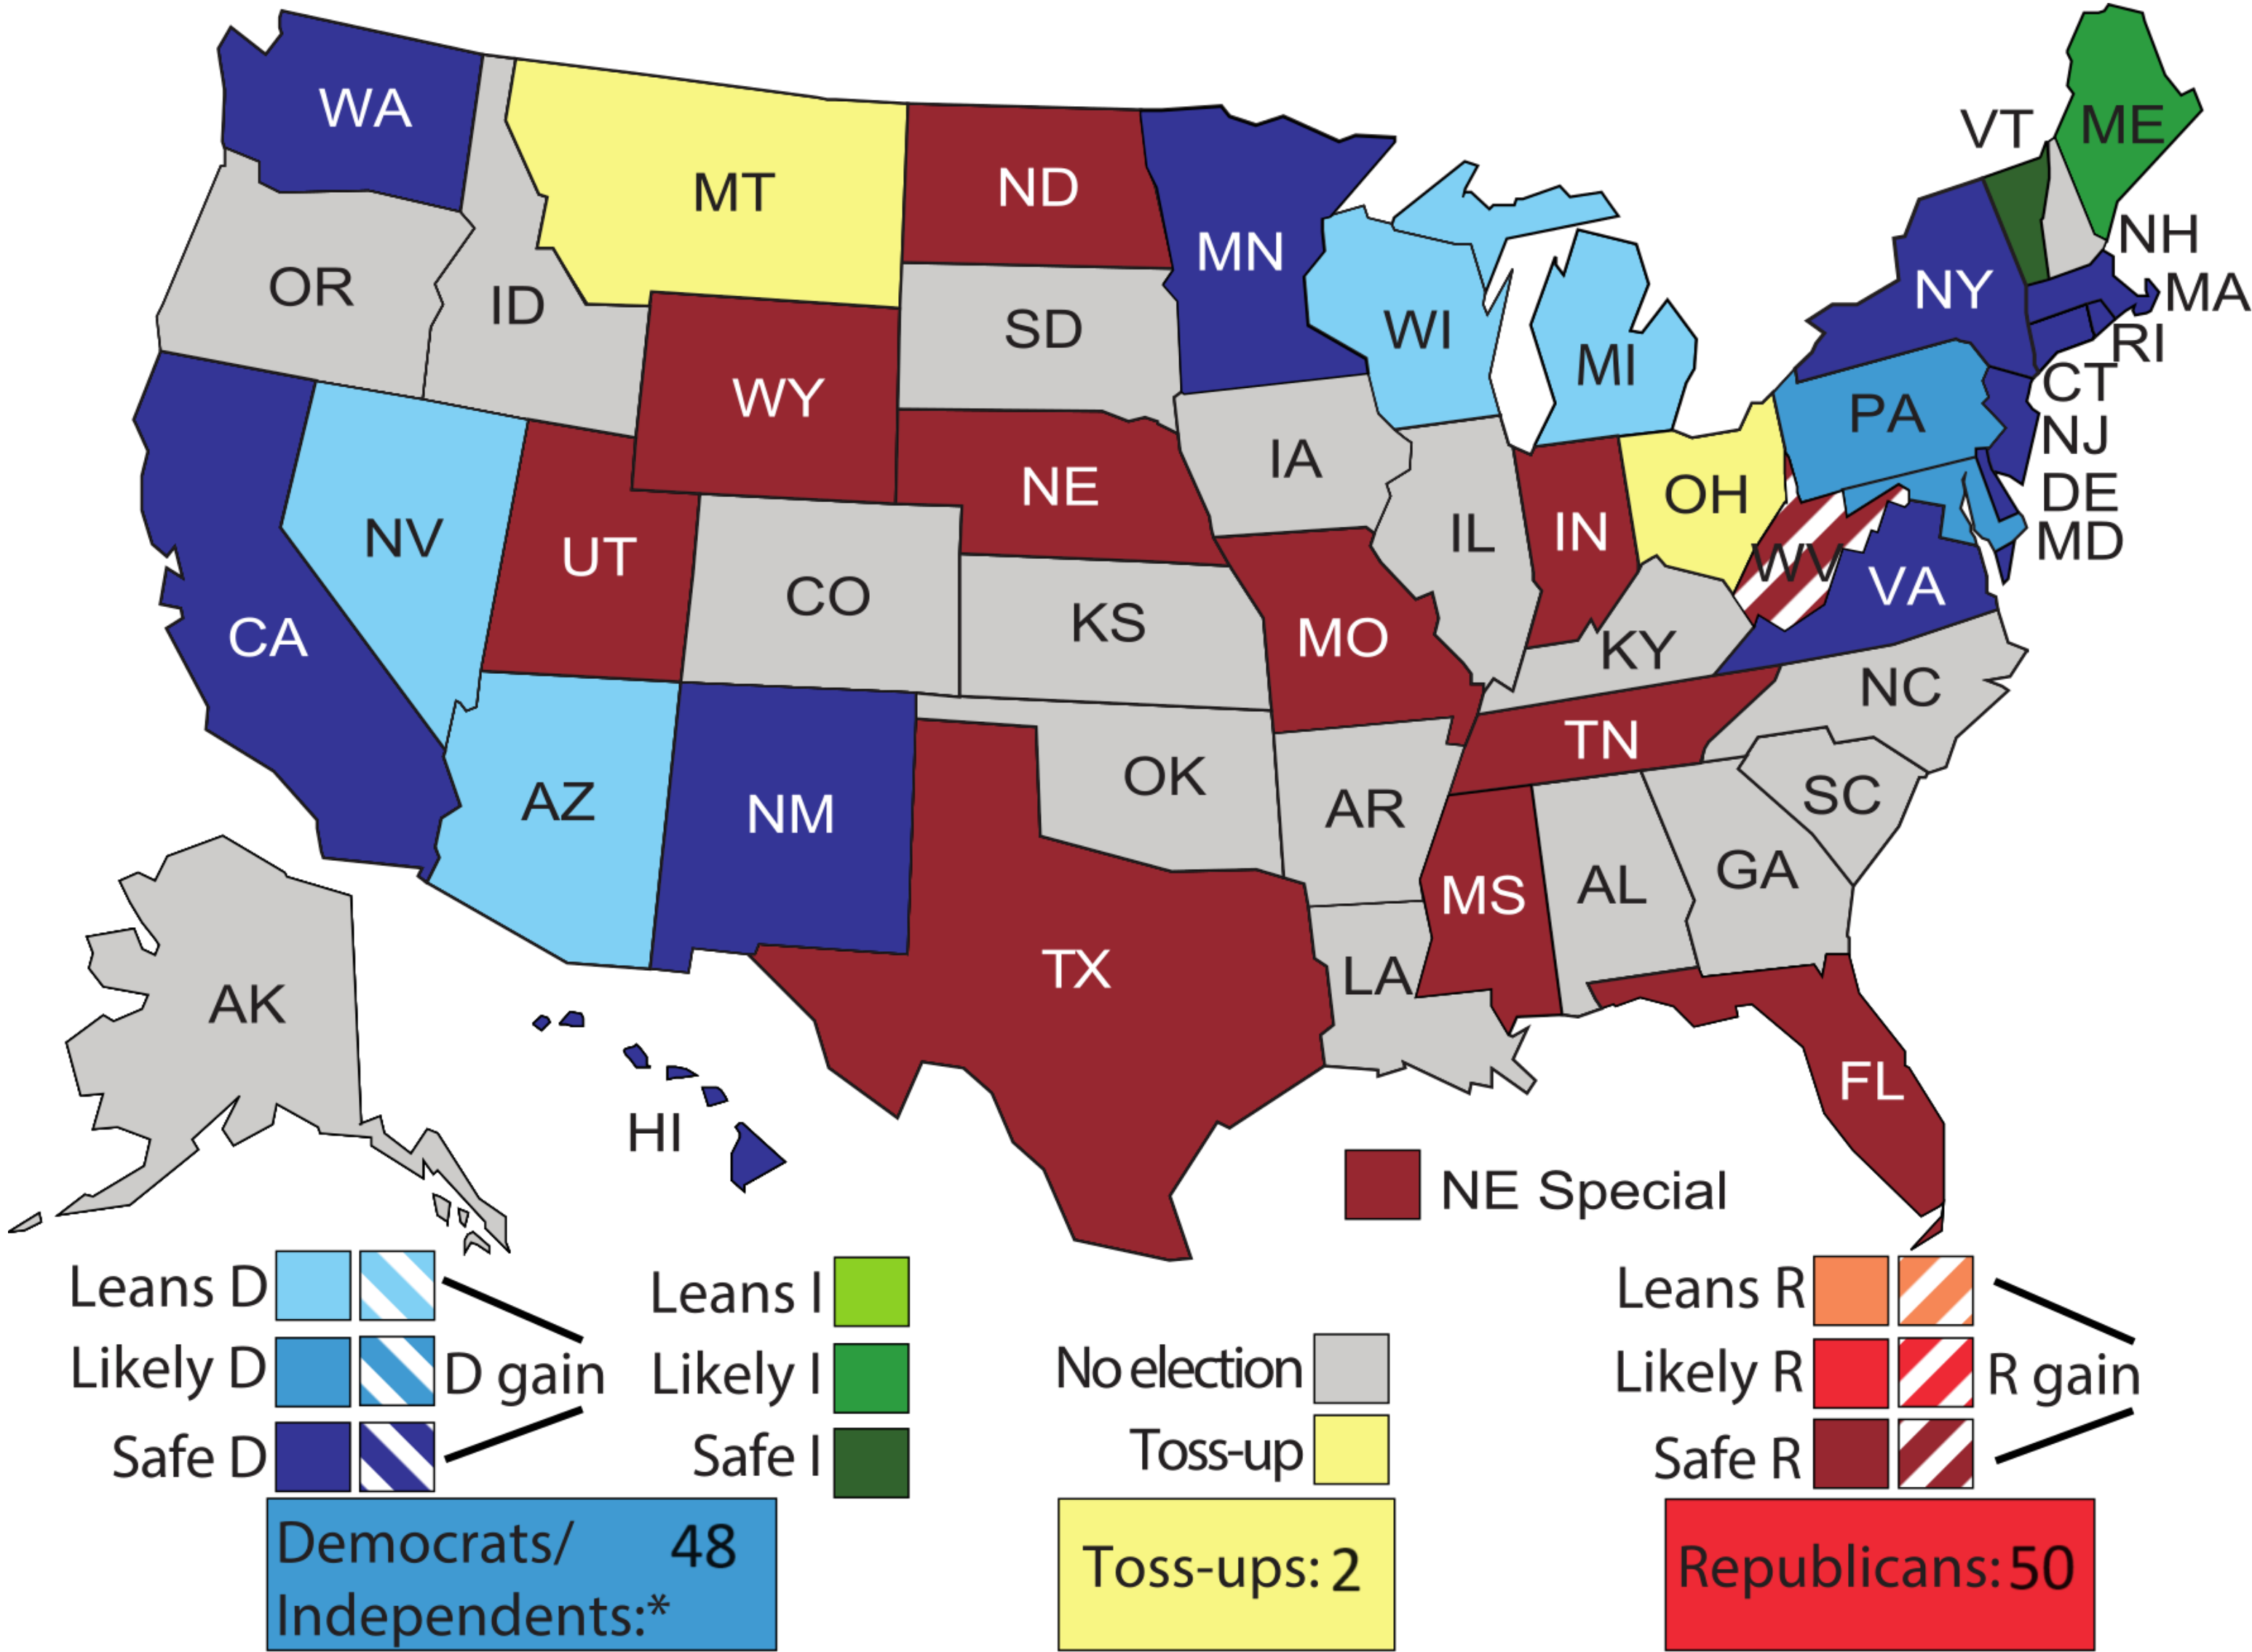 WA
MT
ND
MN
VT
ME
OR
ID
SD
WI
MI
NY
NH
MA
RI
WY
CT
PA
NJ
NE
IA
OH
DE
NV
UT
IL
IN
MD
WV
VA
CA
CO
KS
MO
KY
NC
TN
AZ
NM
OK
AR
SC
MS
AL
GA
AK
TX
LA
FL
HI
NE Special
Leans D
Likely D
Safe D
D gain
Leans I
Likely I
Safe I
No election
Toss-up
Leans R
Likely R
Safe R
R gain
Democrats/ 48
Independents:*
Toss-ups: 2
Republicans: 50